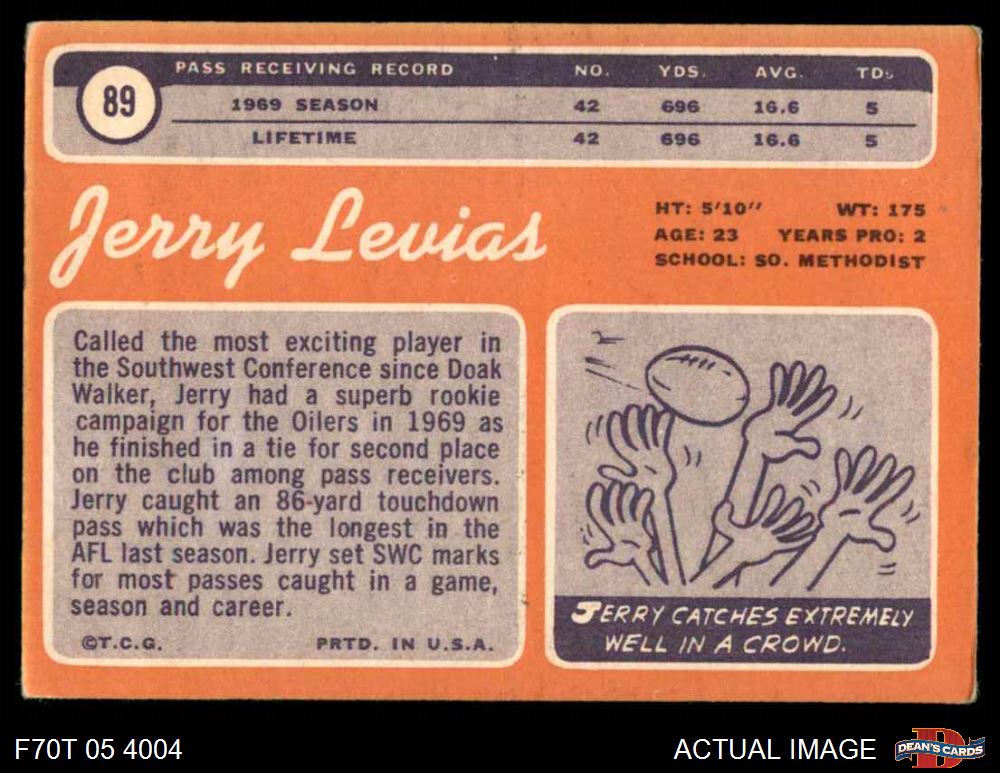 89
PASS RECEIVING RECORD NO. YDS. AVG. TDs
1969 SEASON 42 696 16.6 5
LIFETIME 42 696 16.6 5
Jerry Levias
HT: 5'10" WT: 175
AGE: 23 YEARS PRO: 2
SCHOOL: SO. METHODIST
Called the most exciting player in
the Southwest Conference since Doak
Walker, Jerry had a superb rookie
campaign for the Oilers in 1969 as
he finished in a tie for second place
on the club among pass receivers.
Jerry caught an 86-yard touchdown
pass which was the longest in the
AFL last season. Jerry set SWC marks
for most passes caught in a game,
season and career.
©T.C.G. PRTD. IN U.S.A.
JERRY CATCHES EXTREMELY
WELL IN A CROWD.
F70T 05 4004
ACTUAL IMAGE
D
DEAN'S CARDS